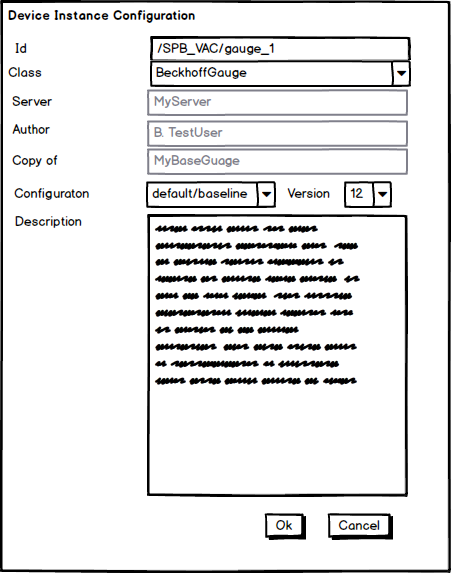 Device Instance Configuration
Id /SPB_VAC/gauge_1
Class BeckhoffGauge
Server MyServer
Author B. TestUser
Copy of MyBaseGuage
Configuraton default/baseline Version 12
Description
Ok Cancel